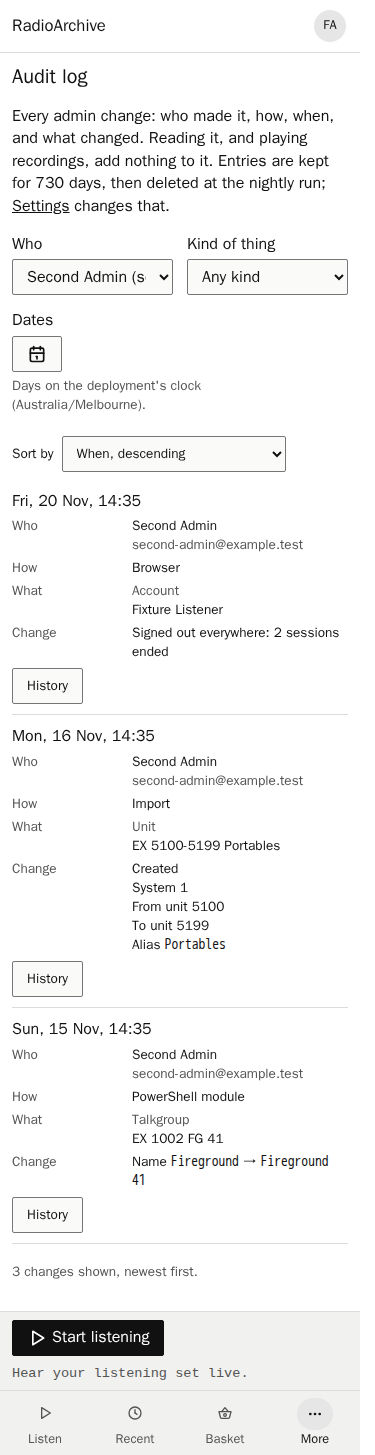 RadioArchive
FA
Audit log
Every admin change: who made it, how, when,
and what changed. Reading it, and playing
recordings, add nothing to it. Entries are kept
for 730 days, then deleted at the nightly run;
Settings changes that.
Who
Kind of thing
Second Admin (s
Any kind
Dates
Days on the deployment's clock
(Australia/Melbourne).
Sort by
When, descending
Fri, 20 Nov, 14:35
Who
Second Admin
second-admin@example.test
How
Browser
What
Account
Fixture Listener
Change
Signed out everywhere: 2 sessions
ended
History
Mon, 16 Nov, 14:35
Who
Second Admin
second-admin@example.test
How
Import
What
Unit
EX 5100-5199 Portables
Change
Created
System 1
From unit 5100
To unit 5199
Alias Portables
History
Sun, 15 Nov, 14:35
Who
Second Admin
second-admin@example.test
How
PowerShell module
What
Talkgroup
EX 1002 FG 41
Change
Name Fireground → Fireground
41
History
3 changes shown, newest first.
Start listening
Hear your listening set live.
Listen
Recent
Basket
More